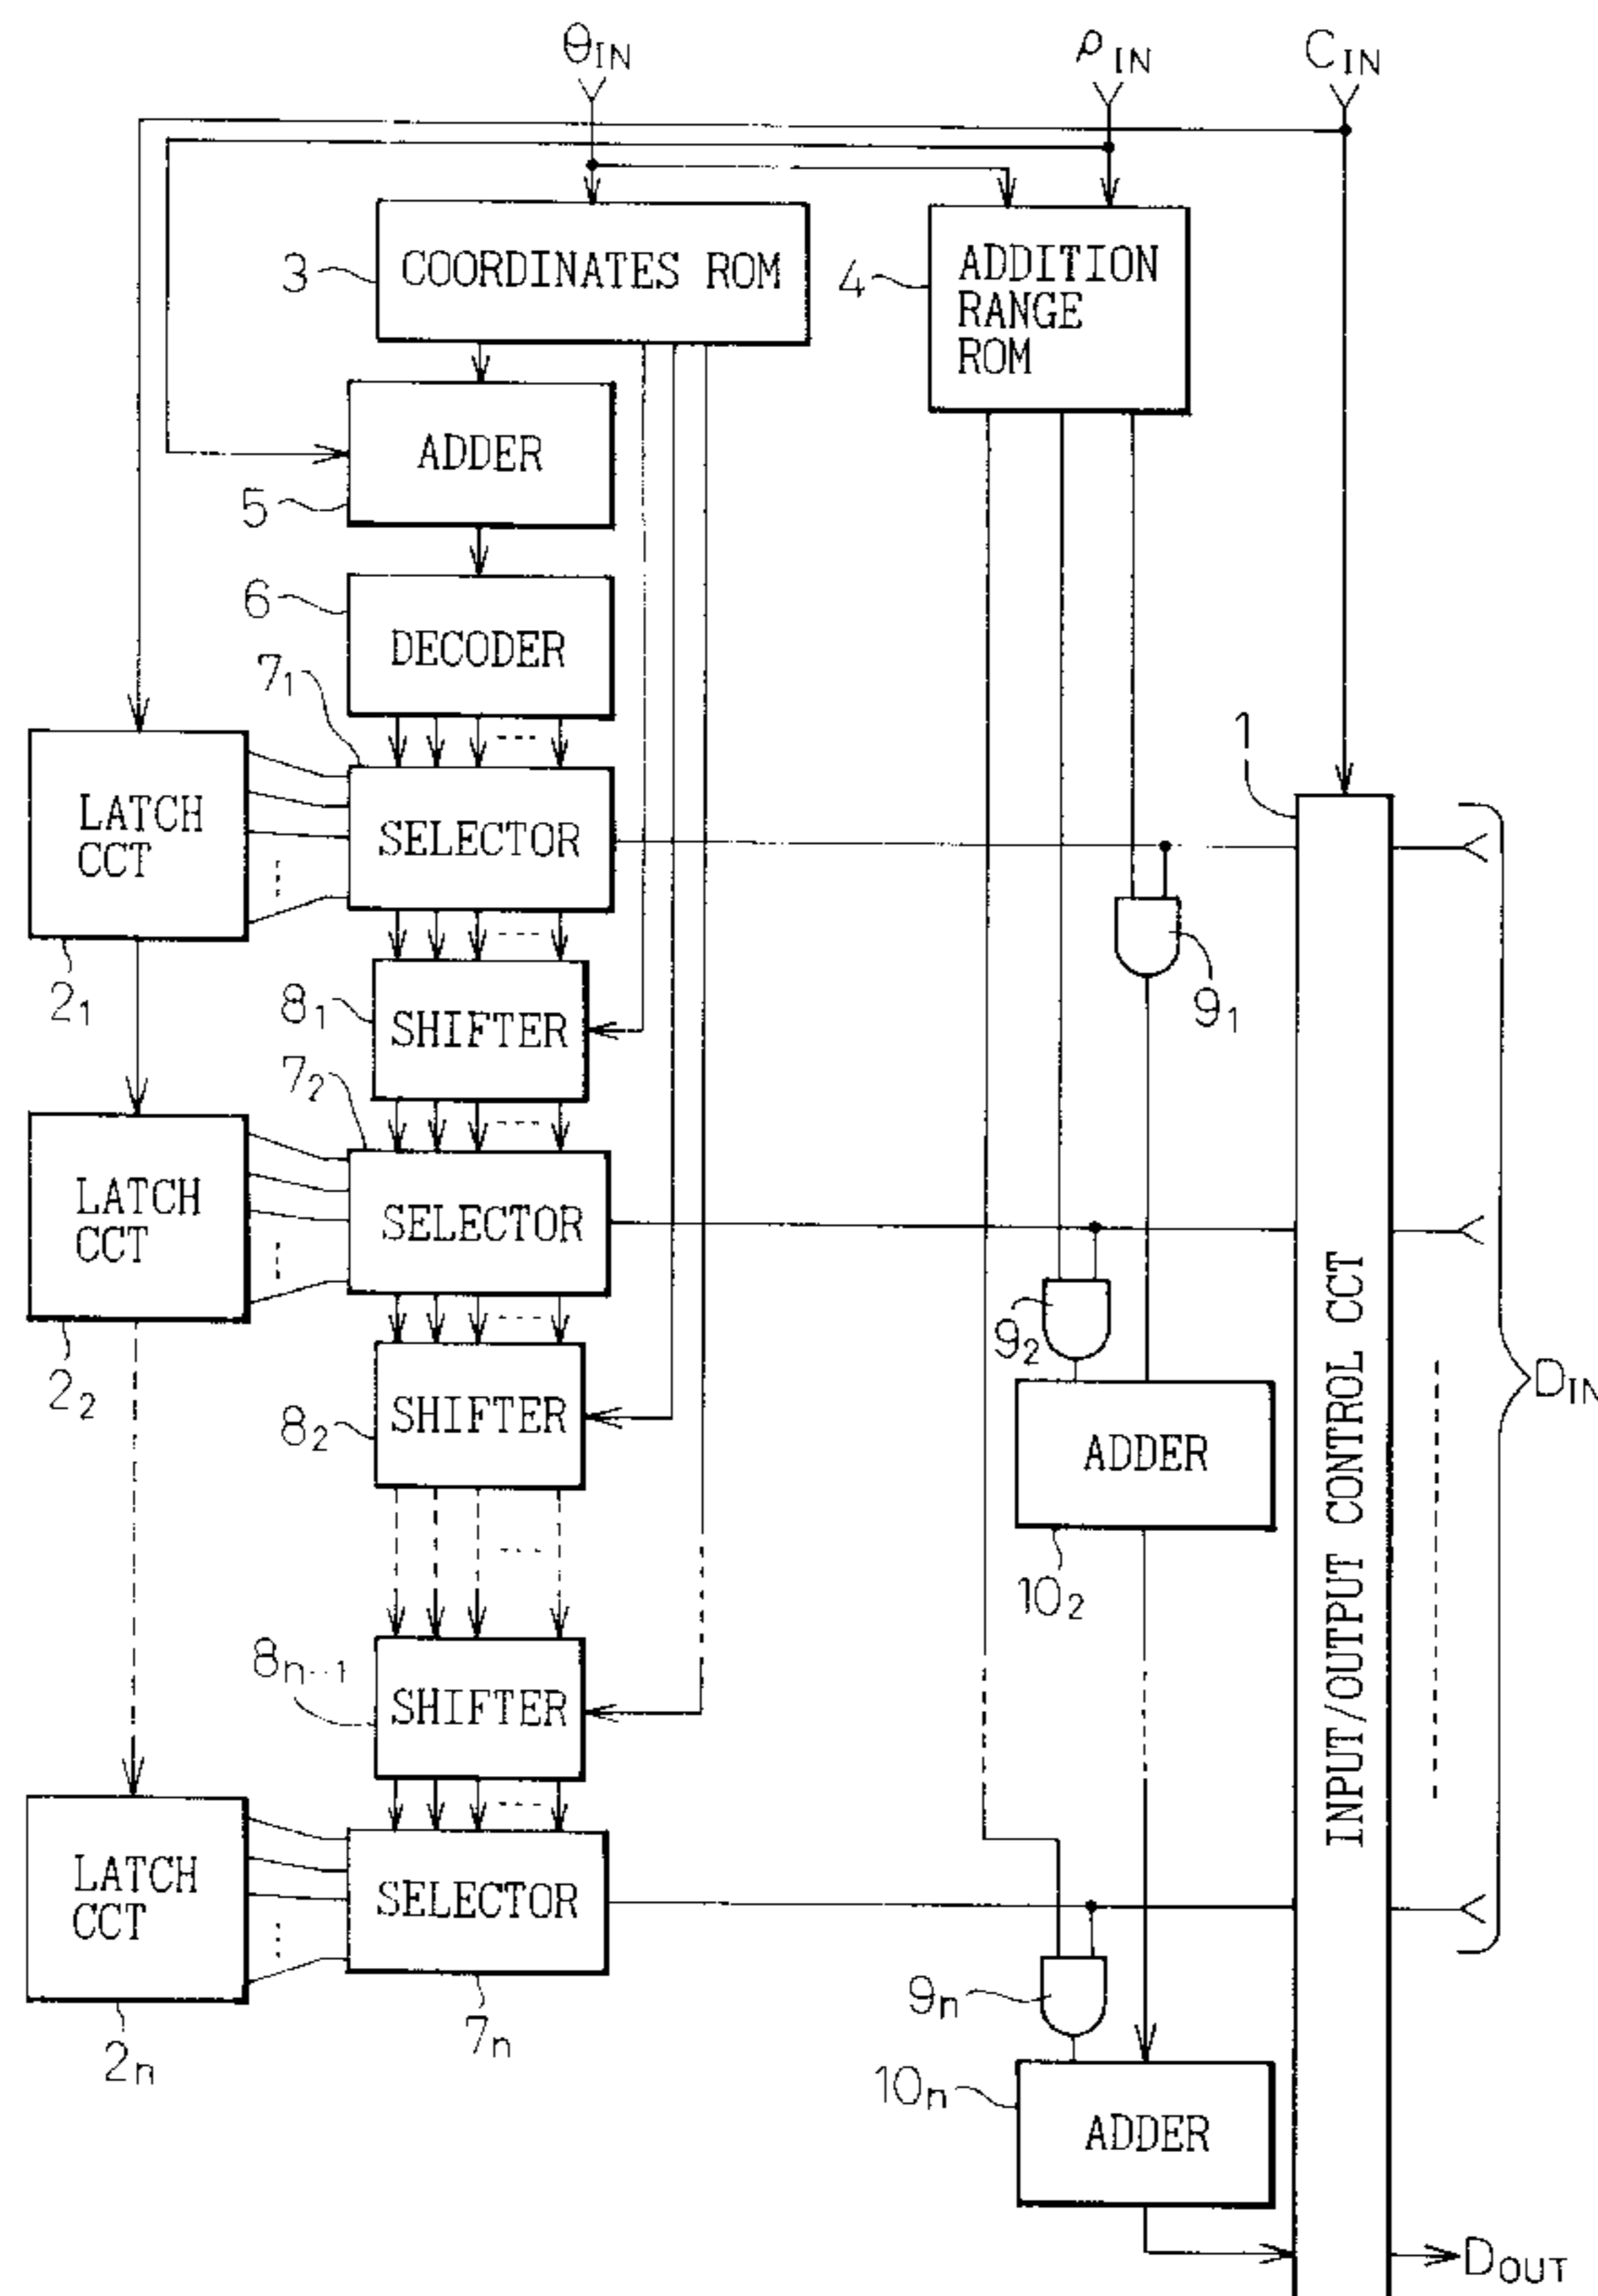 θIN
ρIN
CIN
3
COORDINATES ROM
4
ADDITION
RANGE
ROM
ADDER
5
6
DECODER
7₁
1
LATCH
CCT
SELECTOR
2₁
8₁
SHIFTER
9₁
7₂
LATCH
CCT
SELECTOR
INPUT/OUTPUT CONTROL CCT
9₂
DIN
2₂
8₂
SHIFTER
ADDER
10₂
8n-1
SHIFTER
LATCH
CCT
SELECTOR
9n
2n
7n
10n
ADDER
DOUT